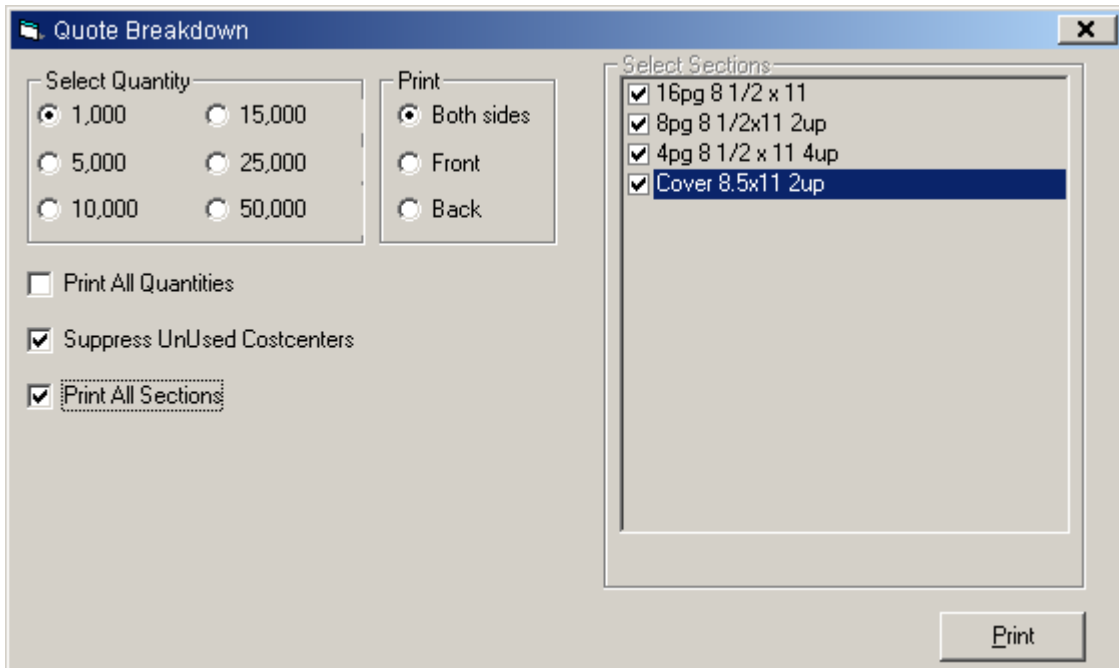 Quote Breakdown
Select Quantity
1,000
15,000
5,000
25,000
10,000
50,000
Print
Both sides
Front
Back
Print All Quantities
Suppress UnUsed Costcenters
Print All Sections
Select Sections
16pg 8 1/2 x 11
8pg 8 1/2x11 2up
4pg 8 1/2 x 11 4up
Cover 8.5x11 2up
Print